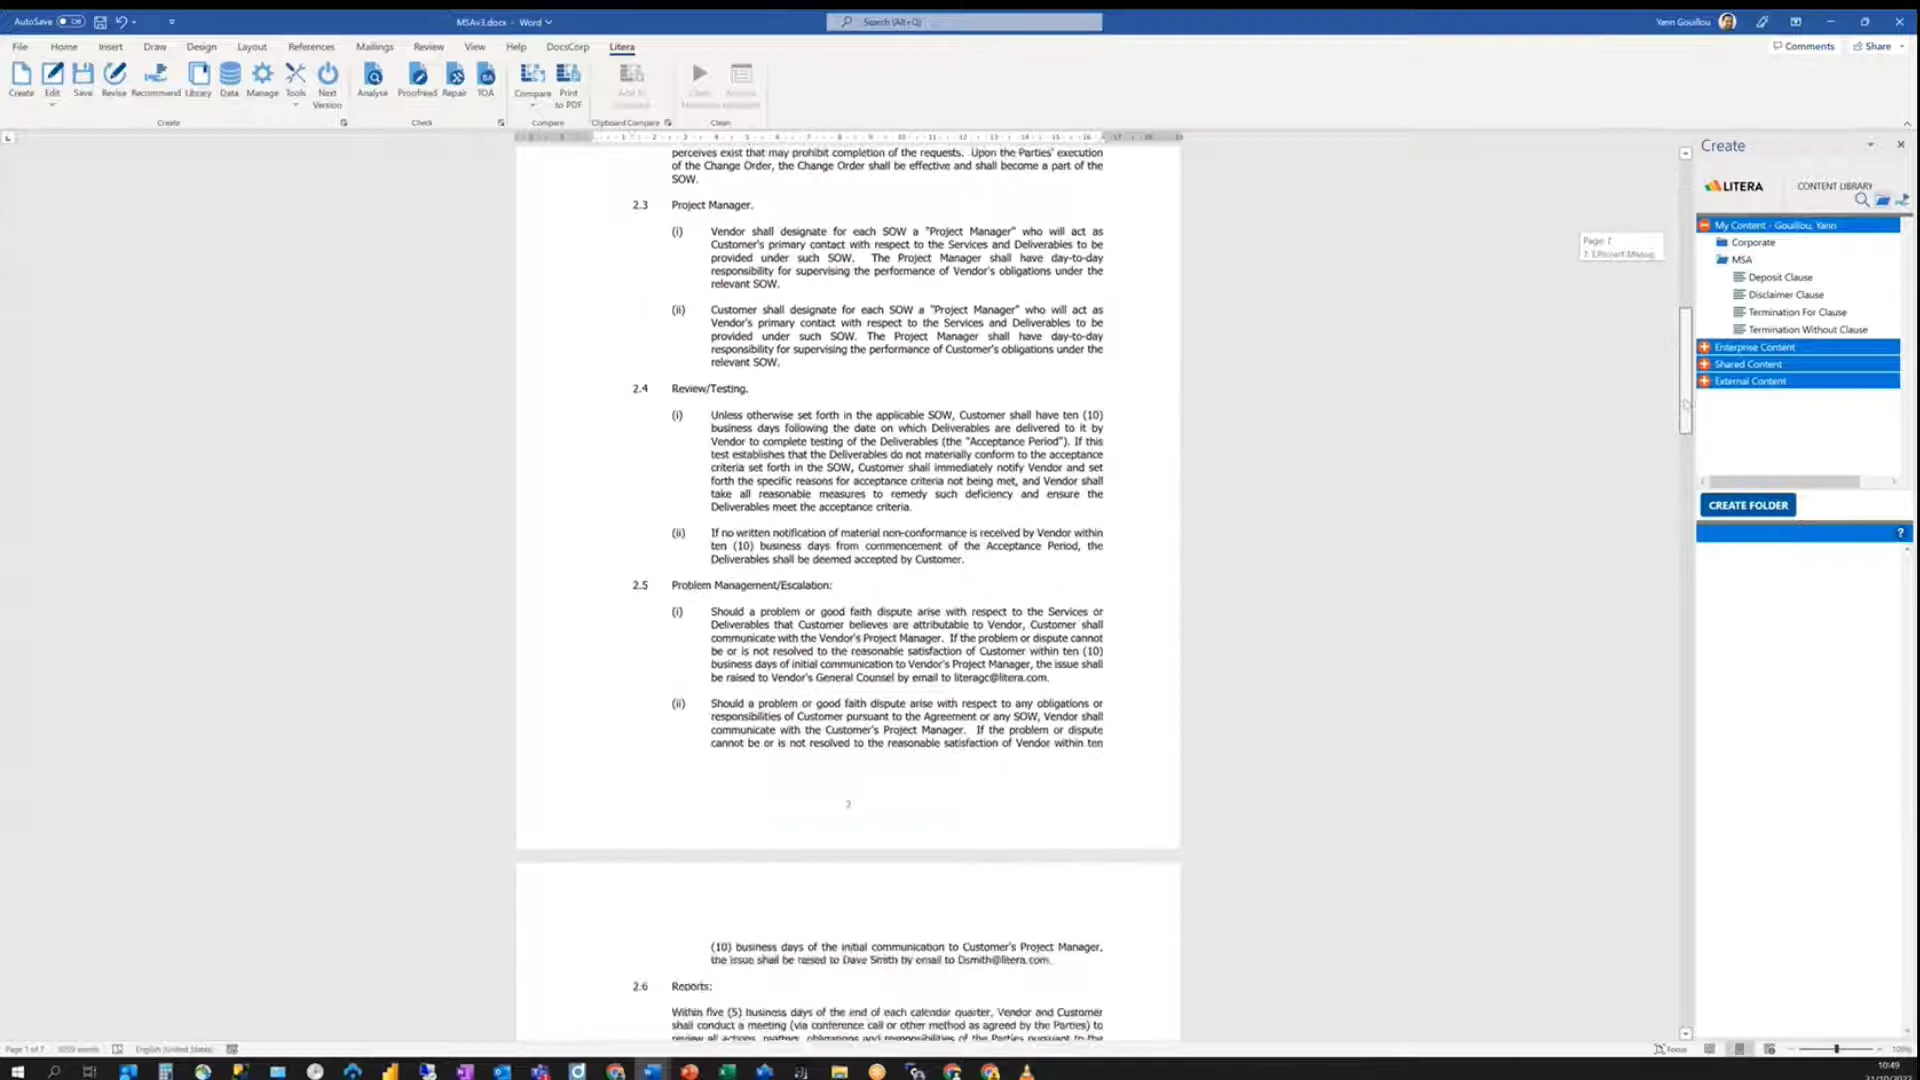 AutoSave Off
MSAv3.docx - Word
Search (Alt+Q)
Yann Gouillou
File Home Insert Draw Design Layout References Mailings Review View Help DocsCorp Litera
Comments Share
Create Edit Save Revise Recommend Library Data Manage Tools Next Version
Analyse Proofread Repair TOA
Compare Print to PDF
Create Check Compare Clipboard Compare Clean
perceives exist that may prohibit completion of the requests. Upon the Parties' execution
of the Change Order, the Change Order shall be effective and shall become a part of the
SOW.
2.3 Project Manager.
(i) Vendor shall designate for each SOW a "Project Manager" who will act as
Customer's primary contact with respect to the Services and Deliverables to be
provided under such SOW. The Project Manager shall have day-to-day
responsibility for supervising the performance of Vendor's obligations under the
relevant SOW.
(ii) Customer shall designate for each SOW a "Project Manager" who will act as
Vendor's primary contact with respect to the Services and Deliverables to be
provided under such SOW. The Project Manager shall have day-to-day
responsibility for supervising the performance of Customer's obligations under the
relevant SOW.
2.4 Review/Testing.
(i) Unless otherwise set forth in the applicable SOW, Customer shall have ten (10)
business days following the date on which Deliverables are delivered to it by
Vendor to complete testing of the Deliverables (the "Acceptance Period"). If this
test establishes that the Deliverables do not materially conform to the acceptance
criteria set forth in the SOW, Customer shall immediately notify Vendor and set
forth the specific reasons for acceptance criteria not being met, and Vendor shall
take all reasonable measures to remedy such deficiency and ensure the
Deliverables meet the acceptance criteria.
(ii) If no written notification of material non-conformance is received by Vendor within
ten (10) business days from commencement of the Acceptance Period, the
Deliverables shall be deemed accepted by Customer.
2.5 Problem Management/Escalation:
(i) Should a problem or good faith dispute arise with respect to the Services or
Deliverables that Customer believes are attributable to Vendor, Customer shall
communicate with the Vendor's Project Manager. If the problem or dispute cannot
be or is not resolved to the reasonable satisfaction of Customer within ten (10)
business days of initial communication to Vendor's Project Manager, the issue shall
be raised to Vendor's General Counsel by email to literagc@litera.com.
(ii) Should a problem or good faith dispute arise with respect to any obligations or
responsibilities of Customer pursuant to the Agreement or any SOW, Vendor shall
communicate with the Customer's Project Manager. If the problem or dispute
cannot be or is not resolved to the reasonable satisfaction of Vendor within ten
(10) business days of the initial communication to Customer's Project Manager,
the issue shall be raised to Dave Smith by email to Dsmith@litera.com.
2.6 Reports:
Within five (5) business days of the end of each calendar quarter, Vendor and Customer
shall conduct a meeting (via conference call or other method as agreed by the Parties) to
review all actions, matters, obligations and responsibilities of the Parties pursuant to the
Create
LITERA CONTENT LIBRARY
My Content - Gouillou, Yann
Corporate
MSA
Deposit Clause
Disclaimer Clause
Termination For Clause
Termination Without Clause
Enterprise Content
Shared Content
External Content
CREATE FOLDER
?
Page 1 of 7
English (United States)
Focus
10:49